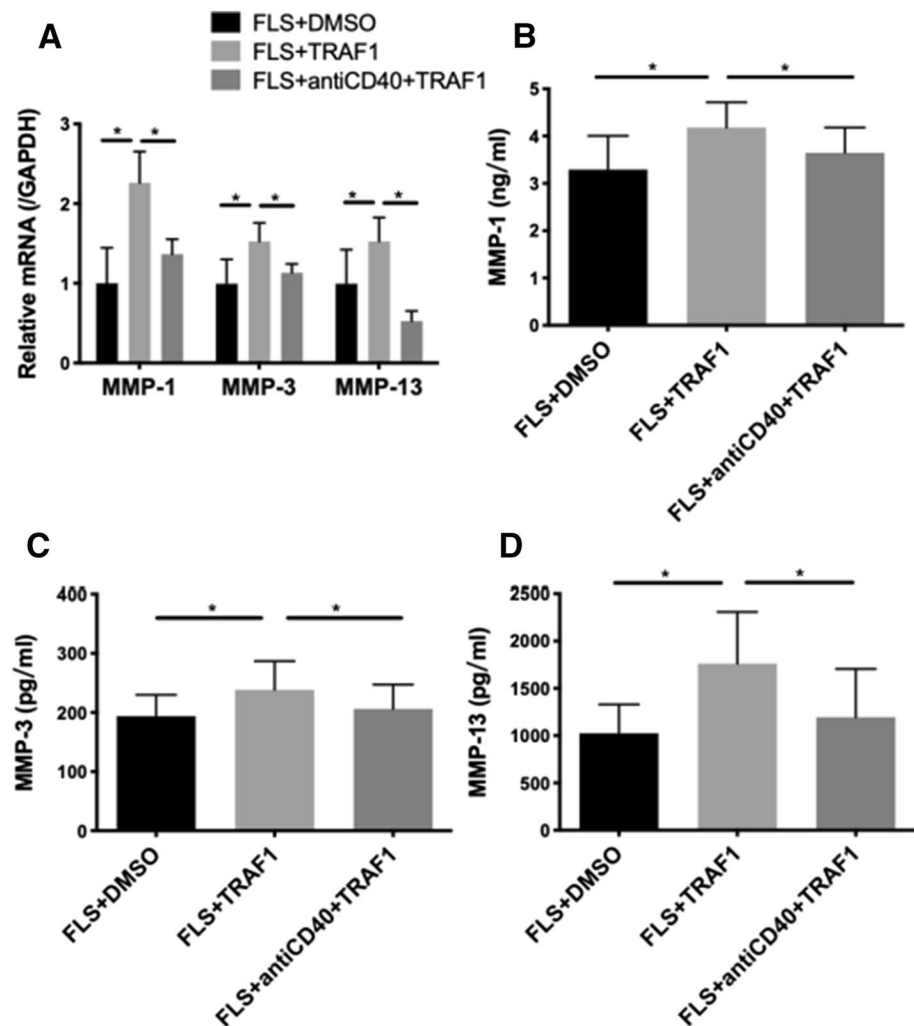 A
FLS+DMSO
FLS+TRAF1
FLS+antiCD40+TRAF1
Relative mRNA (/GAPDH)
3
2
1
0
* * * * * *
MMP-1 MMP-3 MMP-13
B
MMP-1 (ng/ml)
5
4
3
2
1
0
* *
FLS+DMSO
FLS+TRAF1
FLS+antiCD40+TRAF1
C
MMP-3 (pg/ml)
400
300
200
100
0
* *
FLS+DMSO
FLS+TRAF1
FLS+antiCD40+TRAF1
D
MMP-13 (pg/ml)
2500
2000
1500
1000
500
0
* *
FLS+DMSO
FLS+TRAF1
FLS+antiCD40+TRAF1